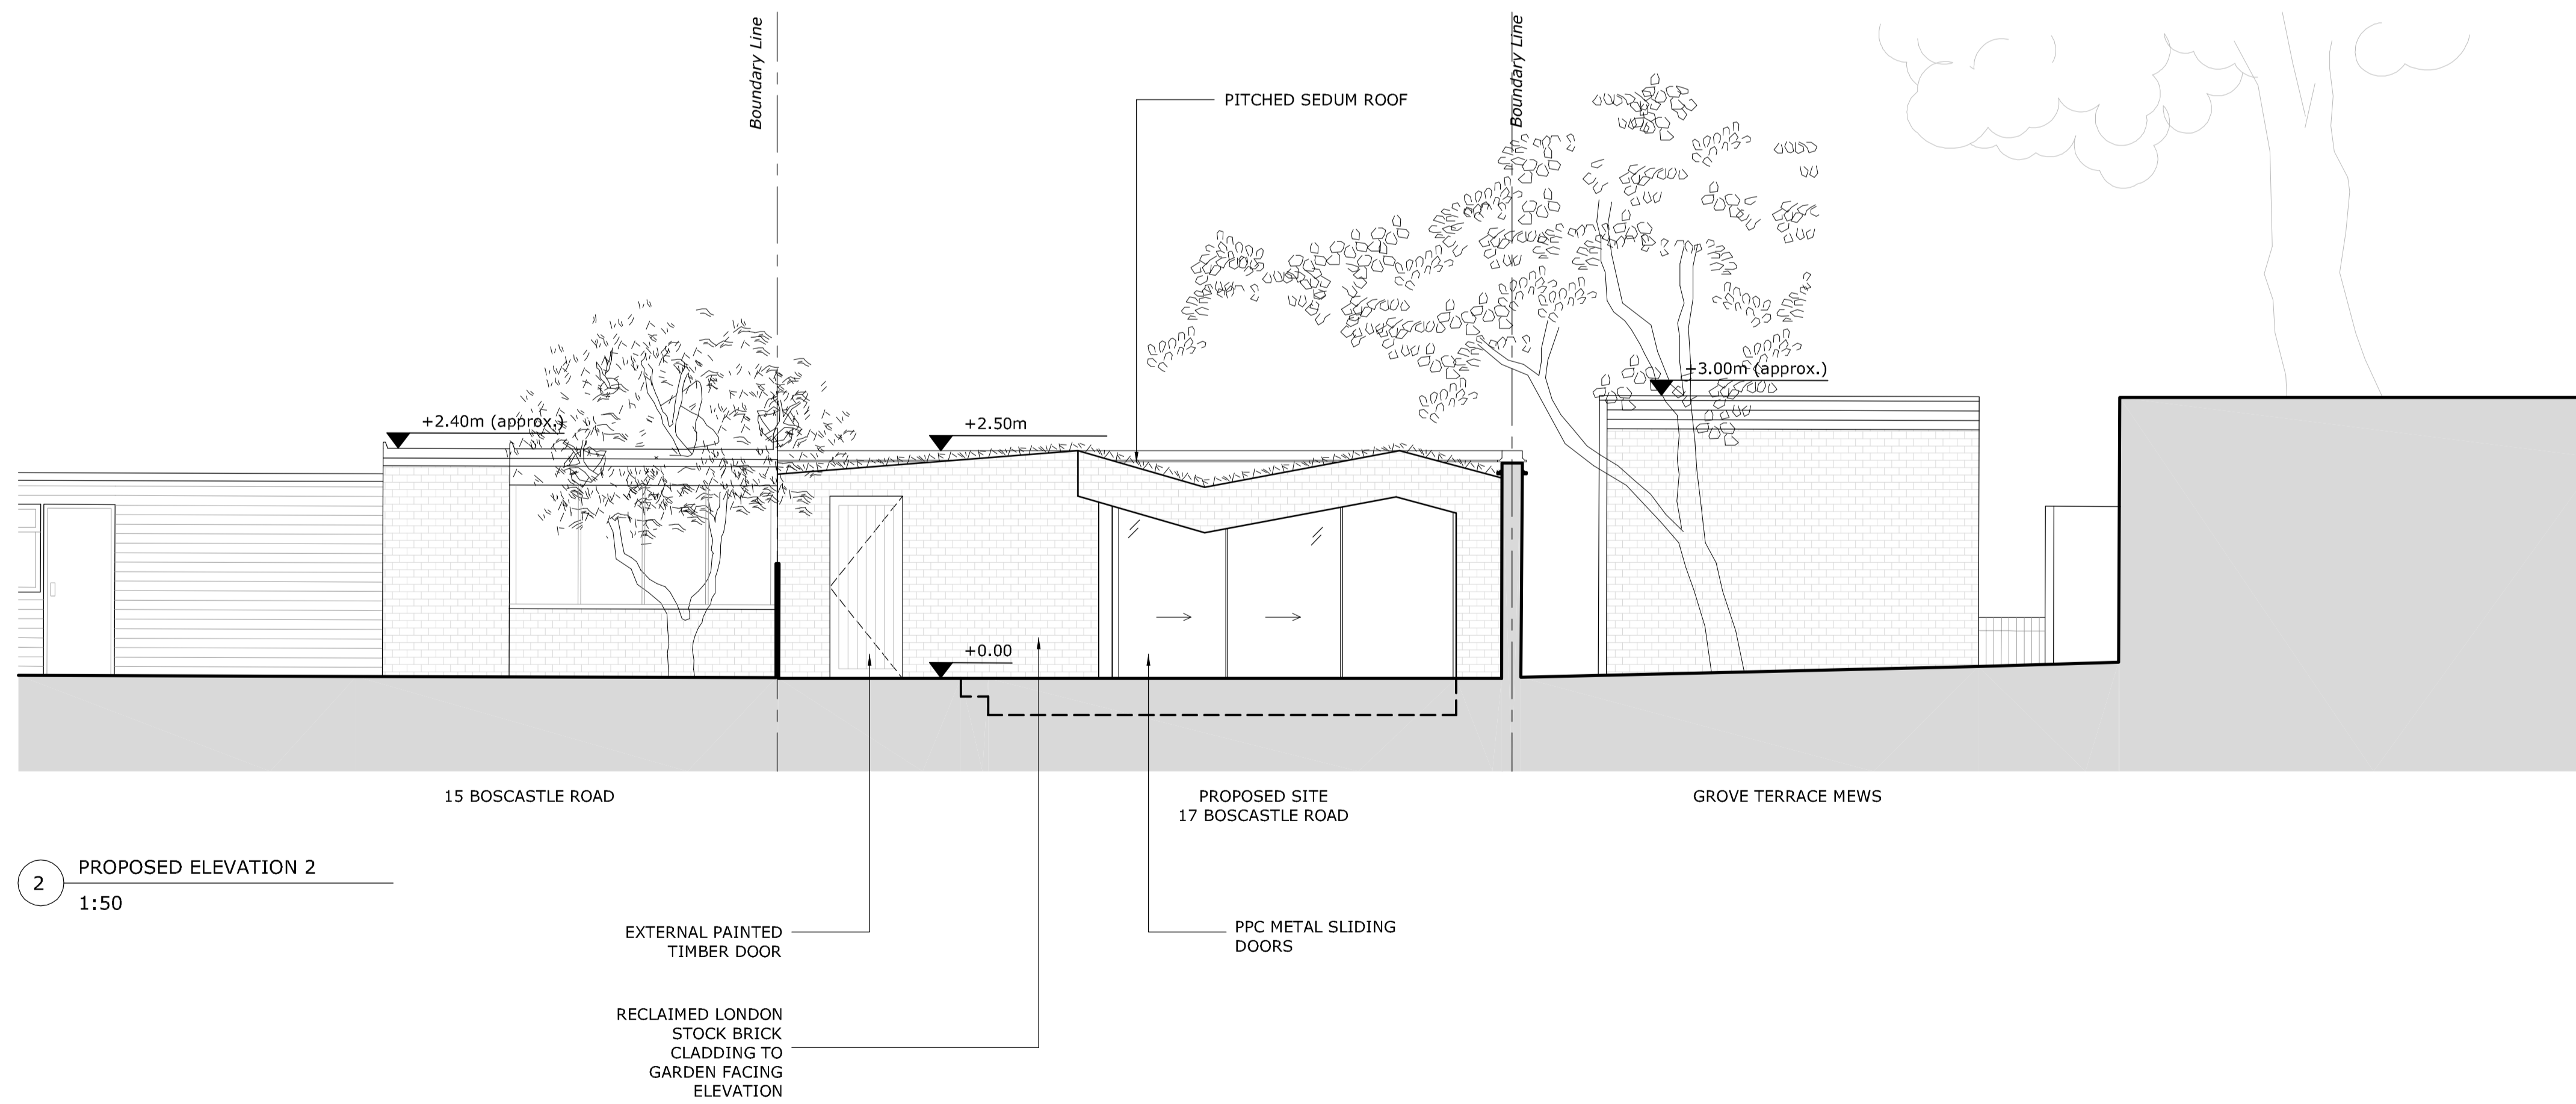 Boundary Line
Boundary Line
PITCHED SEDUM ROOF
+3.00m (approx.)
+2.40m (approx.)
+2.50m
+0.00
15 BOSCASTLE ROAD
PROPOSED SITE
17 BOSCASTLE ROAD
GROVE TERRACE MEWS
2
PROPOSED ELEVATION 2
1:50
EXTERNAL PAINTED
TIMBER DOOR
PPC METAL SLIDING
DOORS
RECLAIMED LONDON
STOCK BRICK
CLADDING TO
GARDEN FACING
ELEVATION